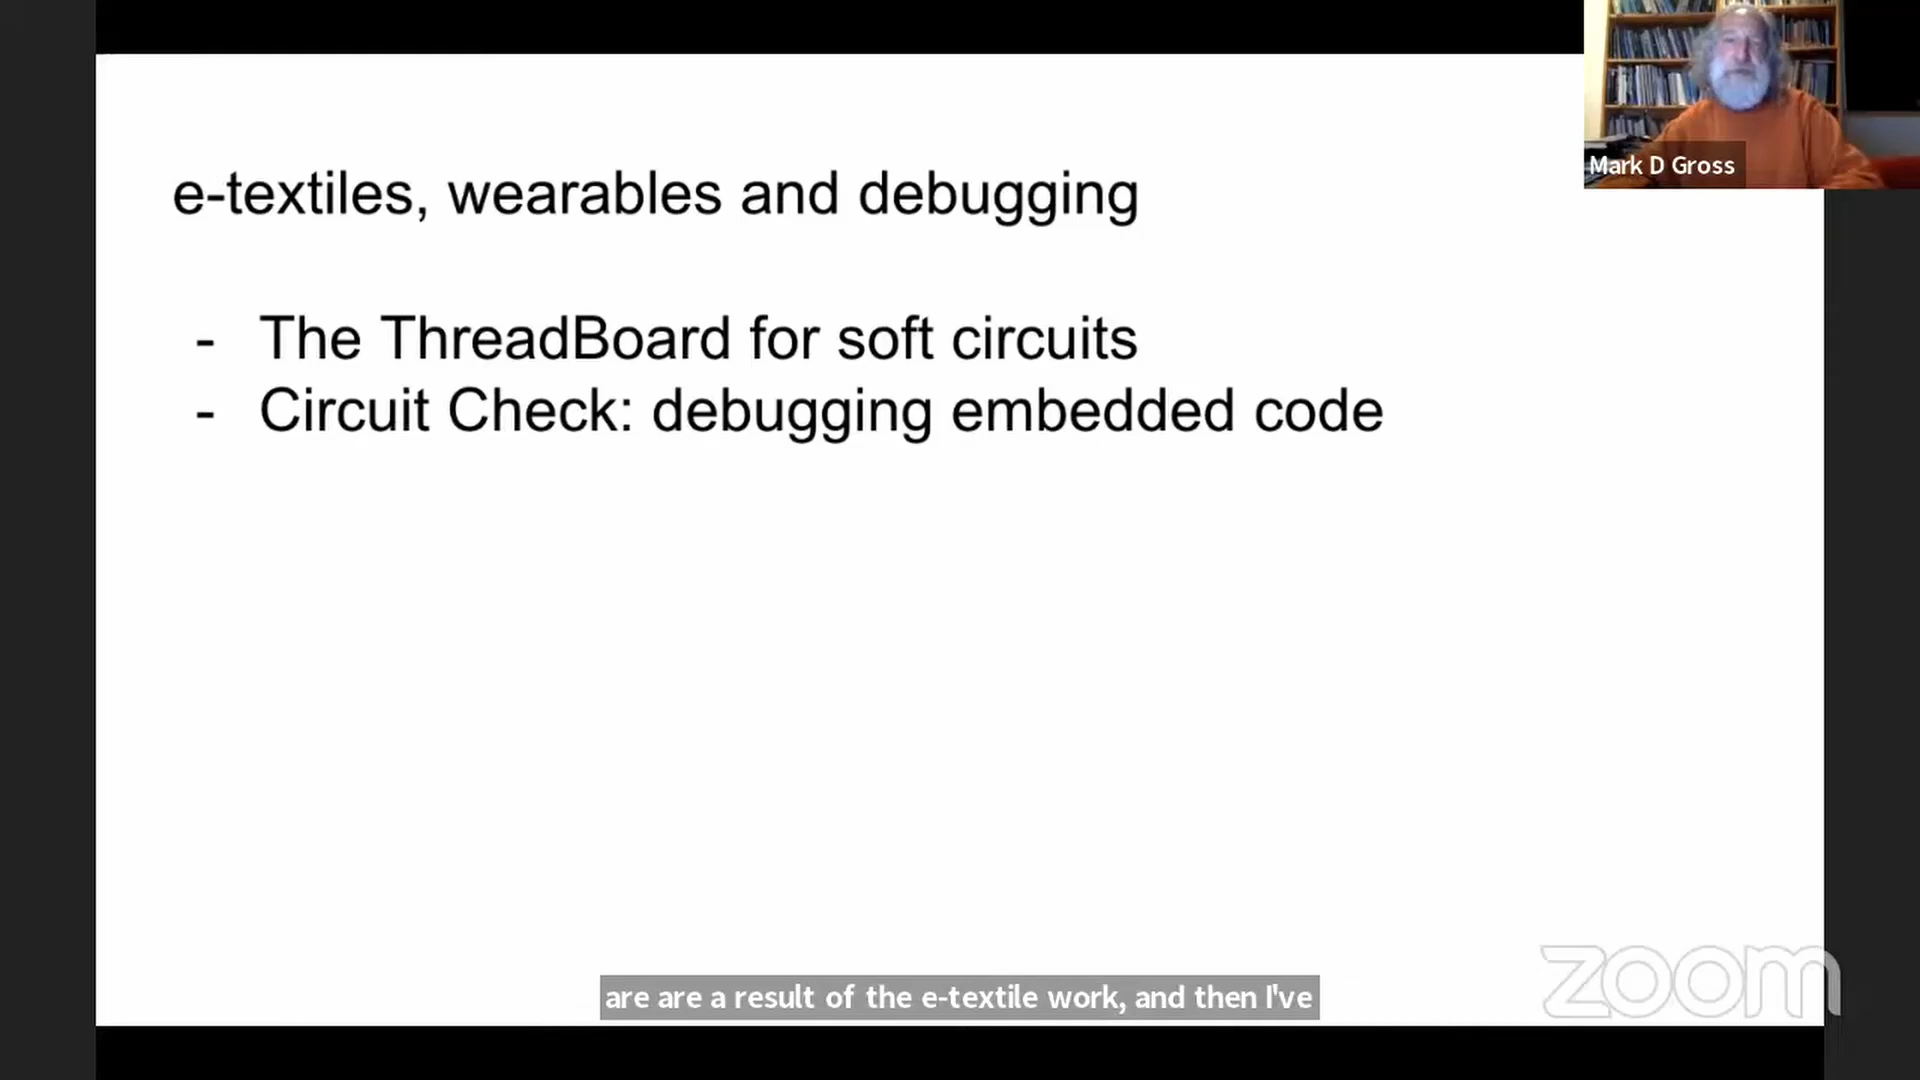 Mark D Gross
e-textiles, wearables and debugging
- The ThreadBoard for soft circuits
- Circuit Check: debugging embedded code
are are a result of the e-textile work, and then I've
zoom